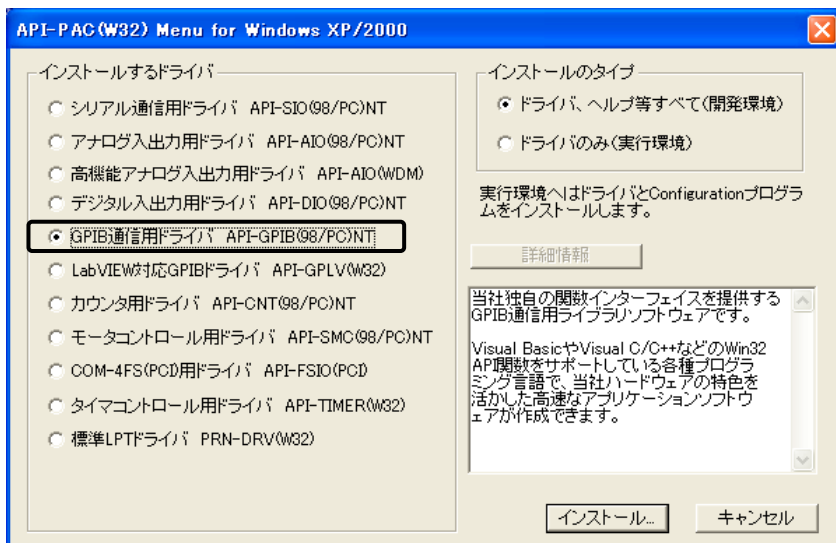 API-PAC(W32) Menu for Windows XP/2000
インストールするドライバ
シリアル通信用ドライバ API-SIO(98/PC)NT
アナログ入出力用ドライバ API-AIO(98/PC)NT
高機能アナログ入出力用ドライバ API-AIO(WDM)
デジタル入出力用ドライバ API-DIO(98/PC)NT
GPIB通信用ドライバ API-GPIB(98/PC)NT
LabVIEW対応GPIBドライバ API-GPLV(W32)
カウンタ用ドライバ API-CNT(98/PC)NT
モータコントロール用ドライバ API-SMC(98/PC)NT
COM-4FS(PCI)用ドライバ API-FSIO(PCI)
タイマコントロール用ドライバ API-TIMER(W32)
標準LPTドライバ PRN-DRV(W32)
インストールのタイプ
ドライバ、ヘルプ等すべて(開発環境)
ドライバのみ(実行環境)
実行環境へはドライバとConfigurationプログラ
ムをインストールします。
詳細情報
当社独自の関数インターフェイスを提供する
GPIB通信用ライブラリソフトウェアです。
Visual BasicやVisual C/C++などのWin32
API関数をサポートしている各種プログラ
ミング言語で、当社ハードウェアの特色を
活かした高速なアプリケーションソフトウ
ェアが作成できます。
インストール...
キャンセル